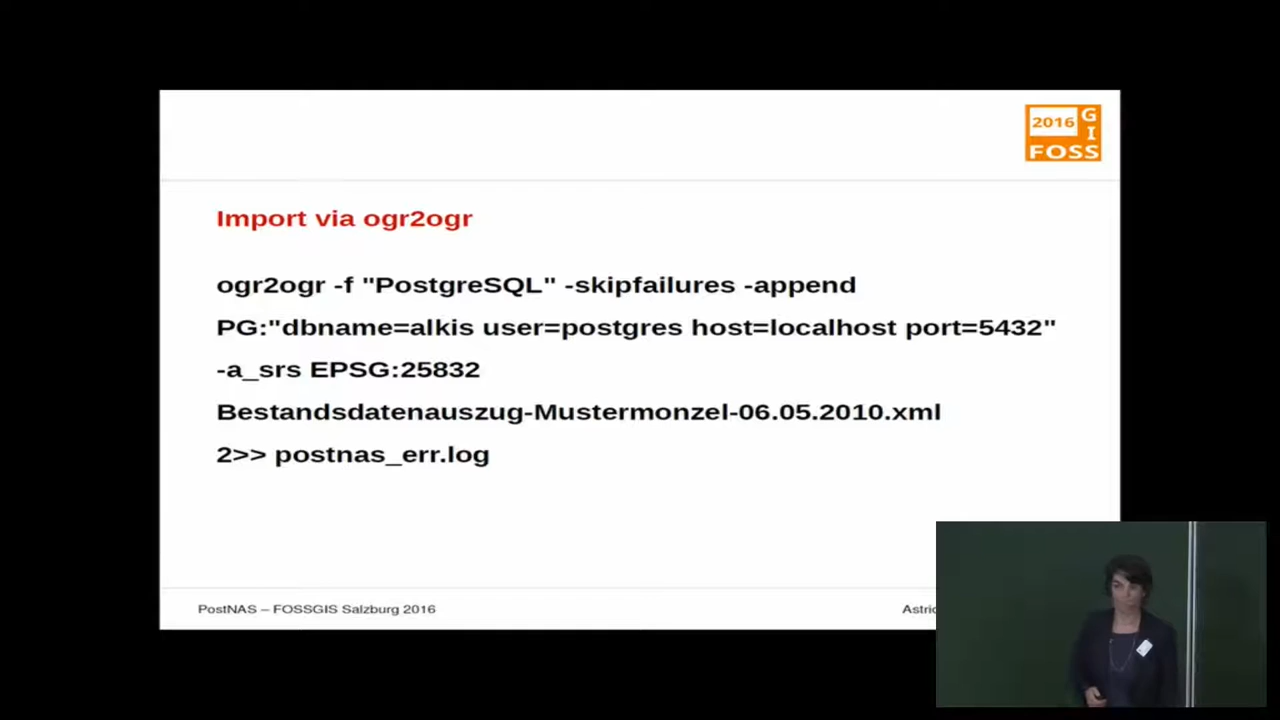 2016
G
I
FOSS
Import via ogr2ogr
ogr2ogr -f "PostgreSQL" -skipfailures -append
PG:"dbname=alkis user=postgres host=localhost port=5432"
-a_srs EPSG:25832
Bestandsdatenauszug-Mustermonzel-06.05.2010.xml
2>> postnas_err.log
PostNAS – FOSSGIS Salzburg 2016